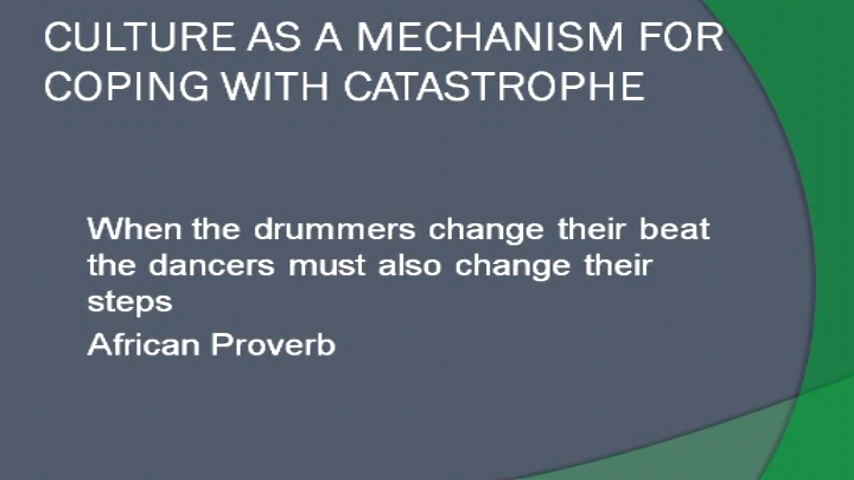 CULTURE AS A MECHANISM FOR
COPING WITH CATASTROPHE
When the drummers change their beat
the dancers must also change their
steps
African Proverb